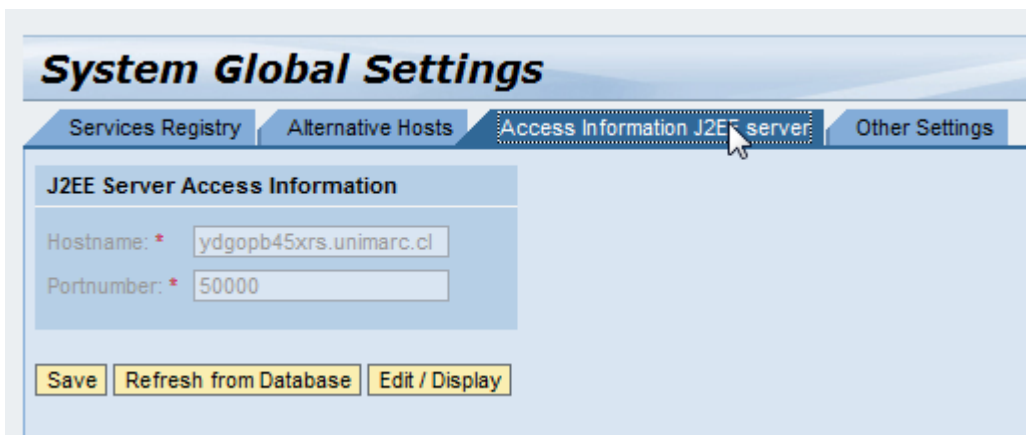 System Global Settings
Services Registry Alternative Hosts Access Information J2EE server Other Settings
J2EE Server Access Information
Hostname: * ydgopb45xrs.unimarc.cl
Portnumber: * 50000
Save Refresh from Database Edit / Display